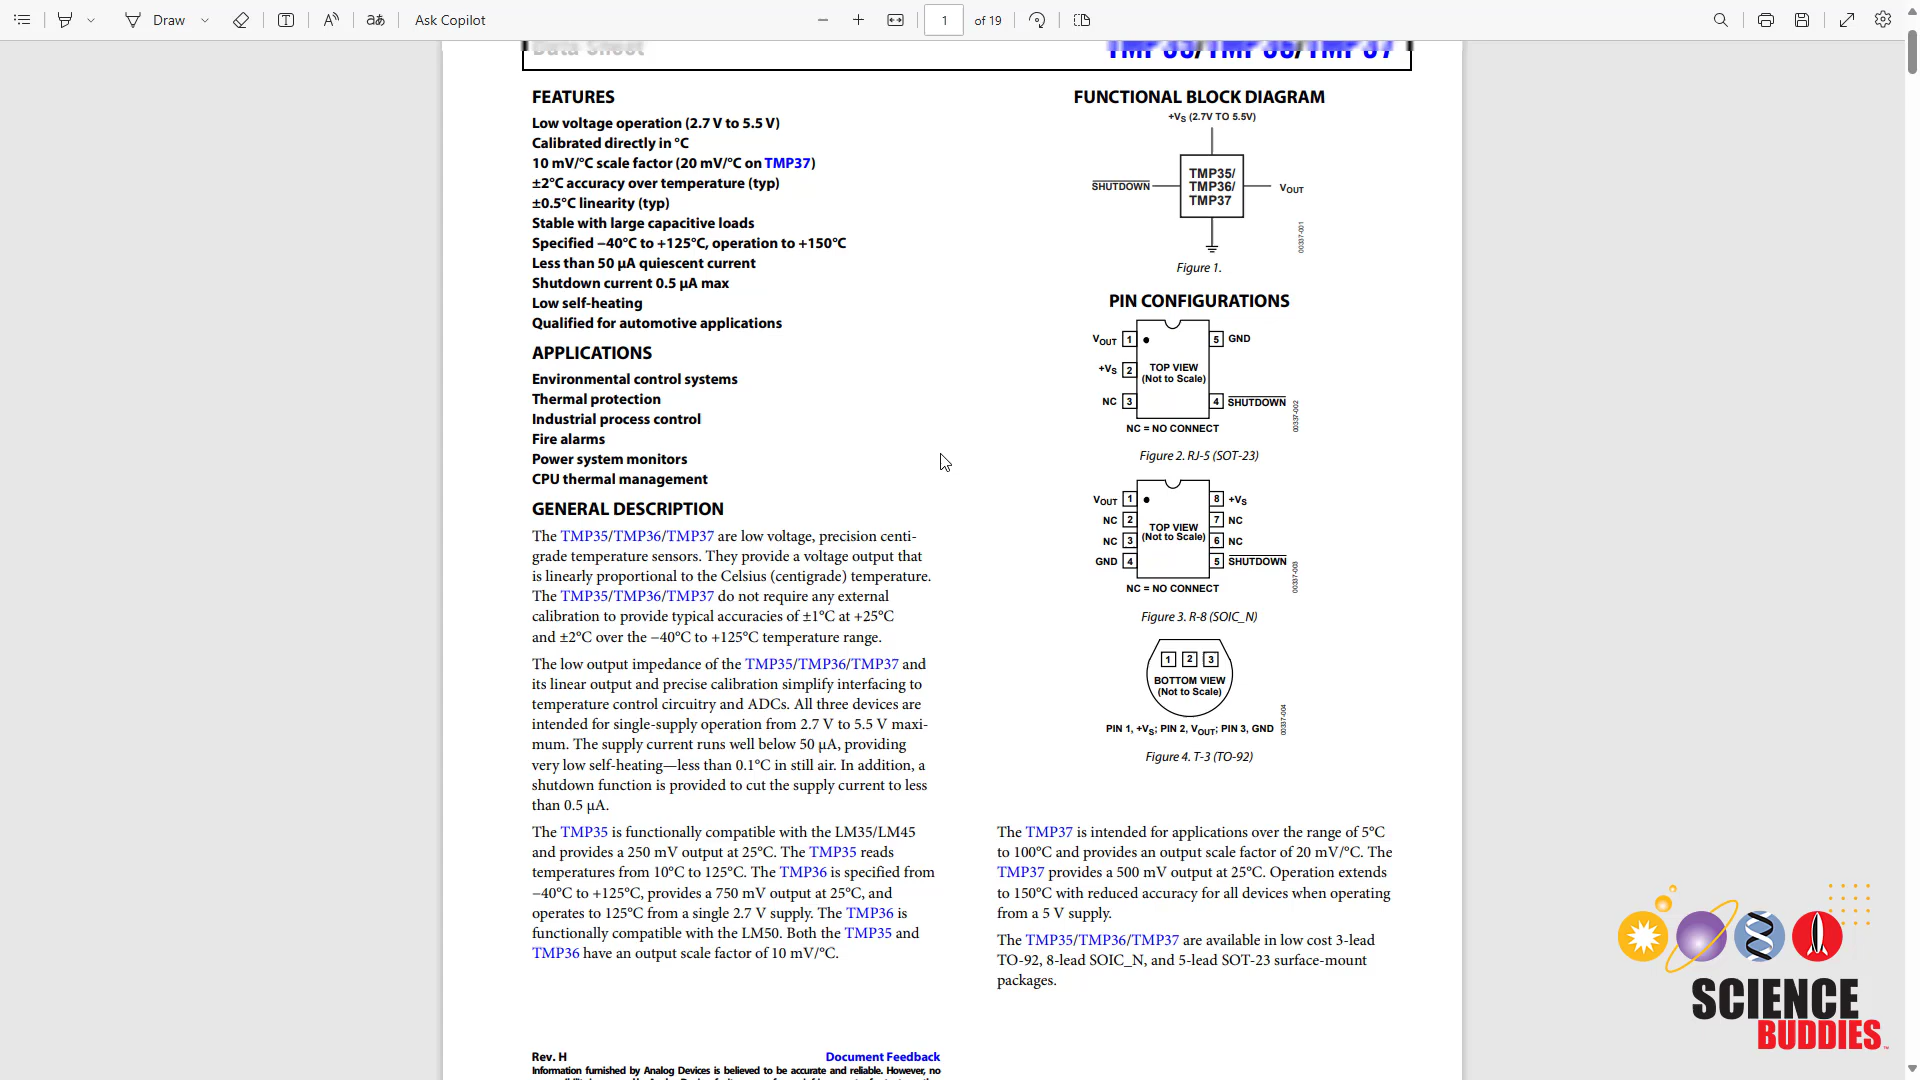 Draw
Ask Copilot
1 of 19
Data Sheet
TMP35/TMP36/TMP37
FEATURES
Low voltage operation (2.7 V to 5.5 V)
Calibrated directly in °C
10 mV/°C scale factor (20 mV/°C on TMP37)
±2°C accuracy over temperature (typ)
±0.5°C linearity (typ)
Stable with large capacitive loads
Specified −40°C to +125°C, operation to +150°C
Less than 50 μA quiescent current
Shutdown current 0.5 μA max
Low self-heating
Qualified for automotive applications
APPLICATIONS
Environmental control systems
Thermal protection
Industrial process control
Fire alarms
Power system monitors
CPU thermal management
GENERAL DESCRIPTION
The TMP35/TMP36/TMP37 are low voltage, precision centi-
grade temperature sensors. They provide a voltage output that
is linearly proportional to the Celsius (centigrade) temperature.
The TMP35/TMP36/TMP37 do not require any external
calibration to provide typical accuracies of ±1°C at +25°C
and ±2°C over the −40°C to +125°C temperature range.
The low output impedance of the TMP35/TMP36/TMP37 and
its linear output and precise calibration simplify interfacing to
temperature control circuitry and ADCs. All three devices are
intended for single-supply operation from 2.7 V to 5.5 V maxi-
mum. The supply current runs well below 50 μA, providing
very low self-heating—less than 0.1°C in still air. In addition, a
shutdown function is provided to cut the supply current to less
than 0.5 μA.
The TMP35 is functionally compatible with the LM35/LM45
and provides a 250 mV output at 25°C. The TMP35 reads
temperatures from 10°C to 125°C. The TMP36 is specified from
−40°C to +125°C, provides a 750 mV output at 25°C, and
operates to 125°C from a single 2.7 V supply. The TMP36 is
functionally compatible with the LM50. Both the TMP35 and
TMP36 have an output scale factor of 10 mV/°C.
FUNCTIONAL BLOCK DIAGRAM
+VS (2.7V TO 5.5V)
SHUTDOWN
TMP35/
TMP36/
TMP37
VOUT
00337-001
Figure 1.
PIN CONFIGURATIONS
VOUT 1
5 GND
+VS 2
TOP VIEW
(Not to Scale)
NC 3
4 SHUTDOWN
NC = NO CONNECT
00337-002
Figure 2. RJ-5 (SOT-23)
VOUT 1
8 +VS
NC 2
7 NC
TOP VIEW
(Not to Scale)
NC 3
6 NC
GND 4
5 SHUTDOWN
NC = NO CONNECT
00337-003
Figure 3. R-8 (SOIC_N)
1 2 3
BOTTOM VIEW
(Not to Scale)
PIN 1, +VS; PIN 2, VOUT; PIN 3, GND
00337-004
Figure 4. T-3 (TO-92)
The TMP37 is intended for applications over the range of 5°C
to 100°C and provides an output scale factor of 20 mV/°C. The
TMP37 provides a 500 mV output at 25°C. Operation extends
to 150°C with reduced accuracy for all devices when operating
from a 5 V supply.
The TMP35/TMP36/TMP37 are available in low cost 3-lead
TO-92, 8-lead SOIC_N, and 5-lead SOT-23 surface-mount
packages.
Rev. H
Document Feedback
Information furnished by Analog Devices is believed to be accurate and reliable. However, no
SCIENCE
BUDDIES